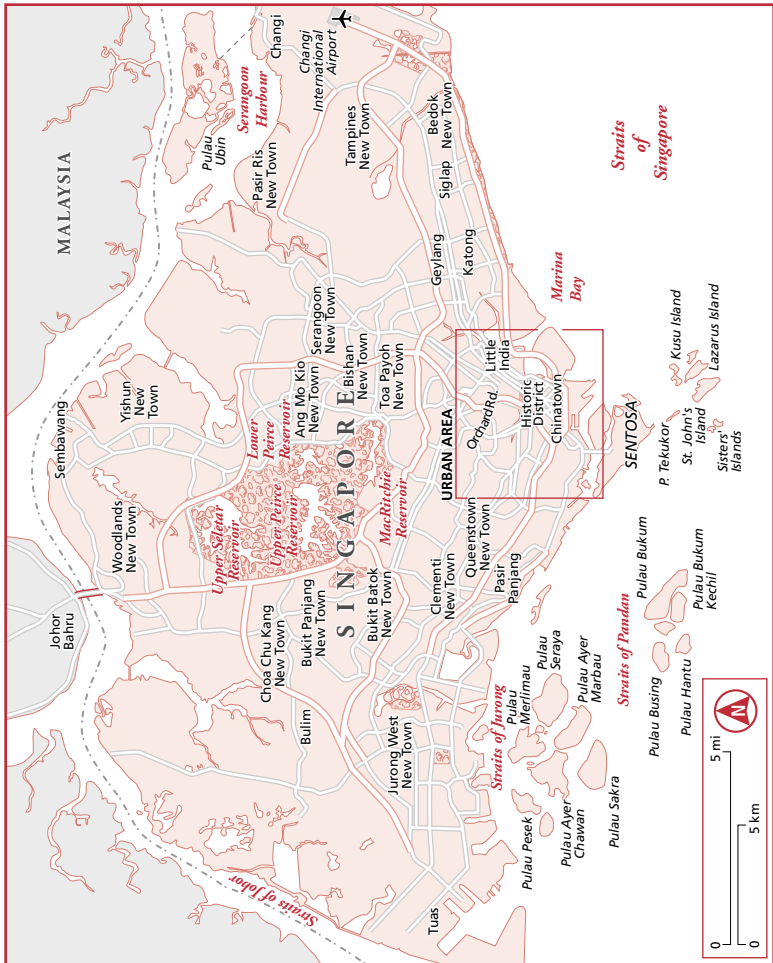 MALAYSIA
Johor
Bahru
Sembawang
Woodlands
New Town
Yishun
New
Town
Pulau
Ubin
Serangoon
Harbour
Changi
Changi
International
Airport
Pasir Ris
New Town
Tampines
New Town
Bedok
New Town
Siglap
Katong
Geylang
Serangoon
New Town
Ang Mo Kio
New Town
Bishan
New Town
Toa Payoh
New Town
Lower
Peirce
Reservoir
Upper Seletar
Reservoir
Upper Peirce
Reservoir
MacRitchie
Reservoir
SINGAPORE
Choa Chu Kang
New Town
Bukit Panjang
New Town
Bukit Batok
New Town
Bulim
Jurong West
New Town
Clementi
New Town
Queenstown
New Town
Pasir
Panjang
URBAN AREA
Orchard Rd.
Little
India
Historic
District
Chinatown
Marina
Bay
Straits
of
Singapore
SENTOSA
P. Tekukor
St. John's
Island
Sisters'
Islands
Kusu Island
Lazarus Island
Straits of Johor
Tuas
Straits of Jurong
Pulau
Merlimau
Pulau
Seraya
Pulau Ayer
Marbau
Pulau Pesek
Pulau Ayer
Chawan
Pulau Sakra
Straits of Pandan
Pulau Bukum
Pulau Bukum
Kechil
Pulau Busing
Pulau Hantu
0
5 mi
0
5 km
N